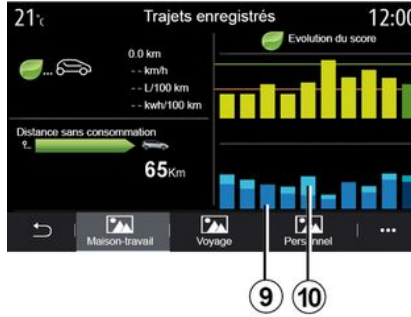 21°c
Trajets enregistrés
12:00
Evolution du score
0.0 km
-- km/h
-- L/100 km
-- kwh/100 km
Distance sans consommation
65Km
Maison-travail
Voyage
Personnel
...
9
10